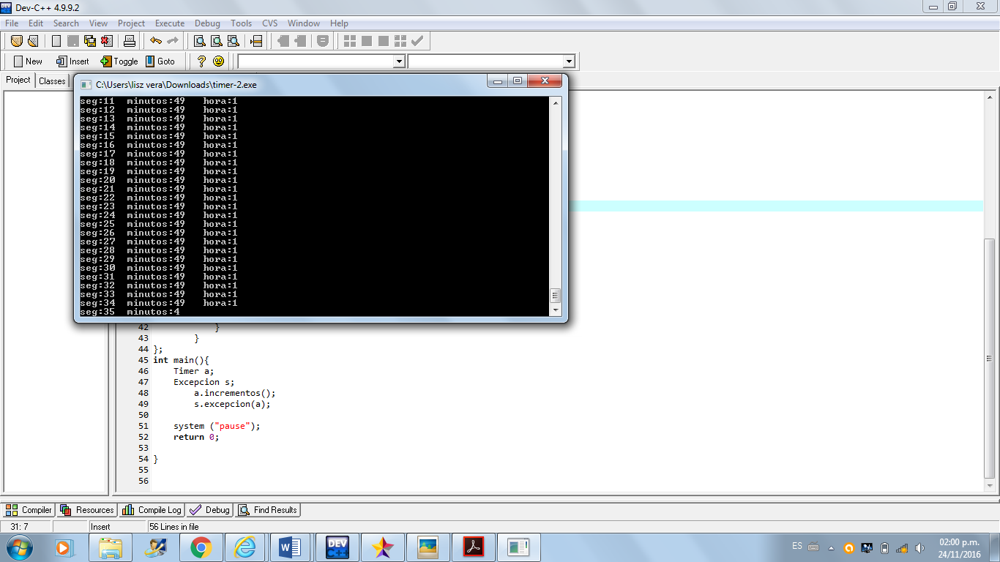 Dev-C++ 4.9.9.2
File Edit Search View Project Execute Debug Tools CVS Window Help
New Insert Toggle Goto
Project Classes
C:\Users\lisz vera\Downloads\timer-2.exe
seg:11 minutos:49 hora:1
seg:12 minutos:49 hora:1
seg:13 minutos:49 hora:1
seg:14 minutos:49 hora:1
seg:15 minutos:49 hora:1
seg:16 minutos:49 hora:1
seg:17 minutos:49 hora:1
seg:18 minutos:49 hora:1
seg:19 minutos:49 hora:1
seg:20 minutos:49 hora:1
seg:21 minutos:49 hora:1
seg:22 minutos:49 hora:1
seg:23 minutos:49 hora:1
seg:24 minutos:49 hora:1
seg:25 minutos:49 hora:1
seg:26 minutos:49 hora:1
seg:27 minutos:49 hora:1
seg:28 minutos:49 hora:1
seg:29 minutos:49 hora:1
seg:30 minutos:49 hora:1
seg:31 minutos:49 hora:1
seg:32 minutos:49 hora:1
seg:33 minutos:49 hora:1
seg:34 minutos:49 hora:1
seg:35 minutos:4
42 }
43 }
44 };
45 int main(){
46 Timer a;
47 Excepcion s;
48 a.incrementos();
49 s.excepcion(a);
50
51 system ("pause");
52 return 0;
53
54 }
55
56
Compiler Resources Compile Log Debug Find Results
31: 7 Insert 56 Lines in file
ES 02:00 p.m.
24/11/2016